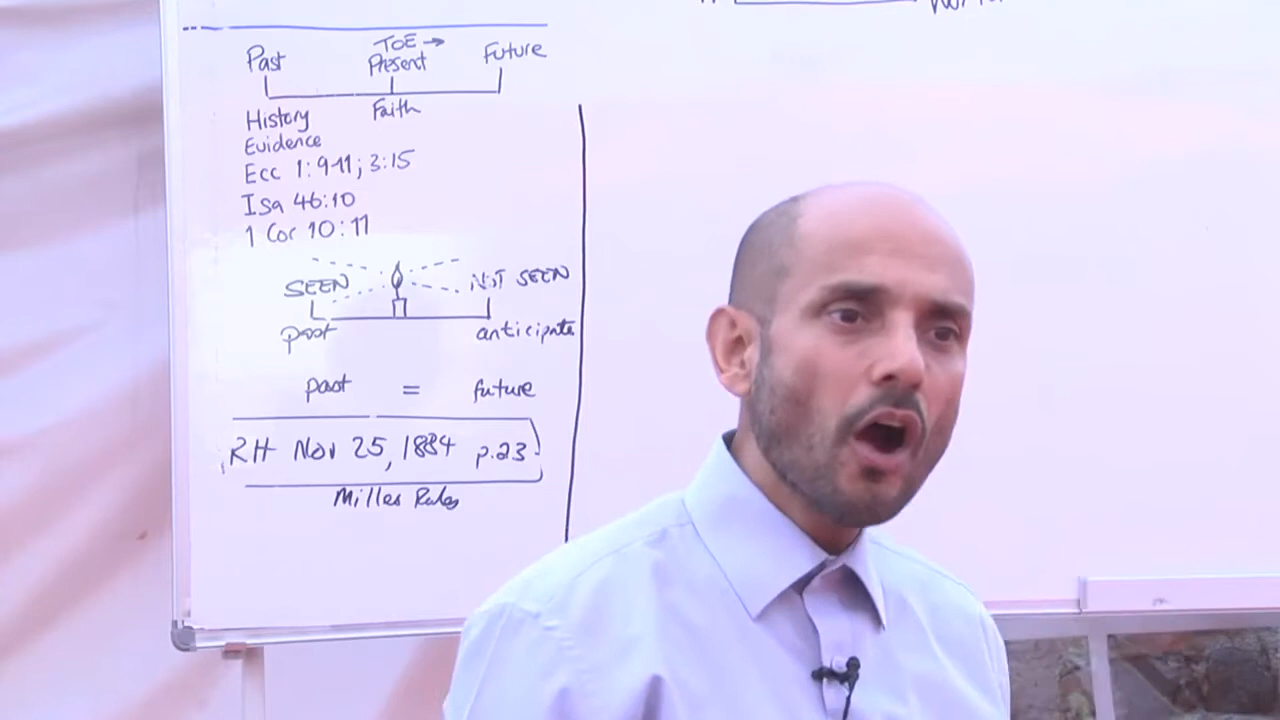 TOE →
Past Present Future
Faith
History
Evidence
Ecc 1:9-11; 3:15
Isa 46:10
1 Cor 10:11
SEEN NOT SEEN
past anticipate
past = future
RH Nov 25, 1884 p.23
Miller Rules